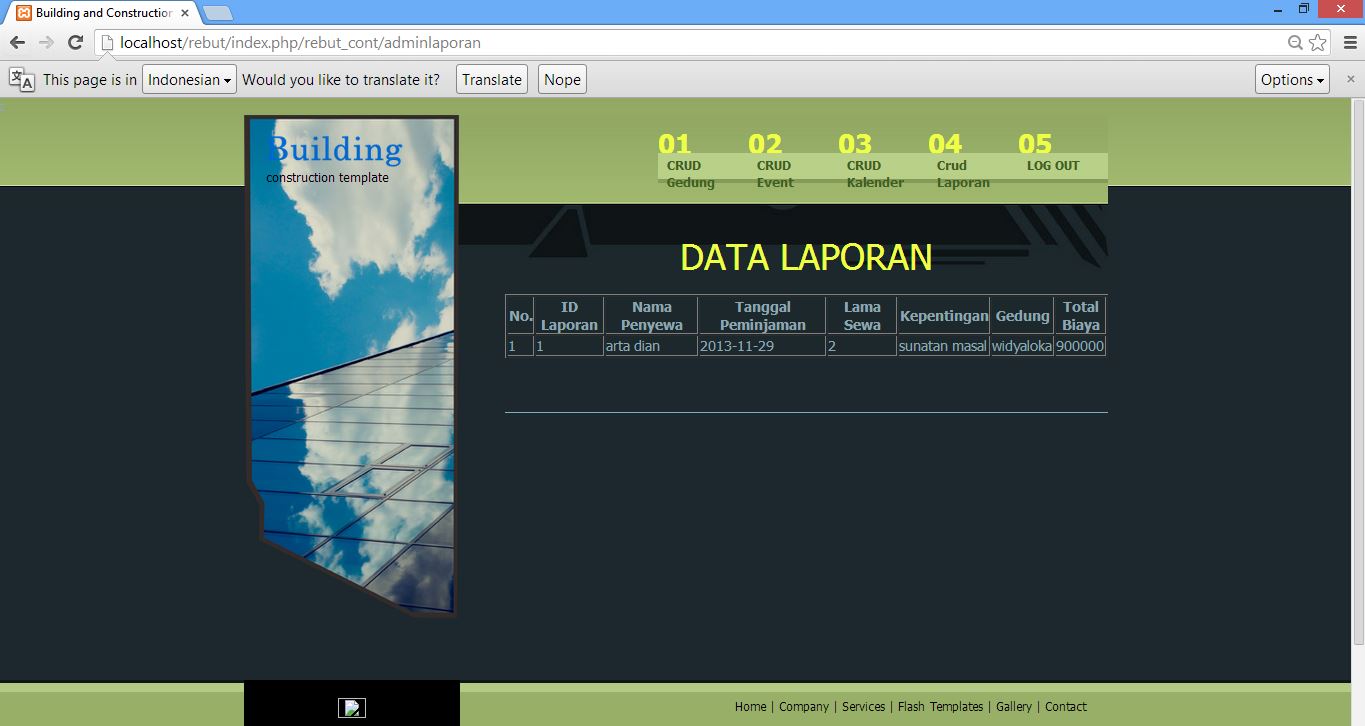 Building and Construction
localhost/rebut/index.php/rebut_cont/adminlaporan
This page is in Indonesian Would you like to translate it? Translate Nope Options
Building
construction template
01 02 03 04 05
CRUD Gedung
CRUD Event
CRUD Kalender
Crud Laporan
LOG OUT
DATA LAPORAN
No. ID Laporan Nama Penyewa Tanggal Peminjaman Lama Sewa Kepentingan Gedung Total Biaya
1 1 arta dian 2013-11-29 2 sunatan masal widyaloka 900000
Home | Company | Services | Flash Templates | Gallery | Contact